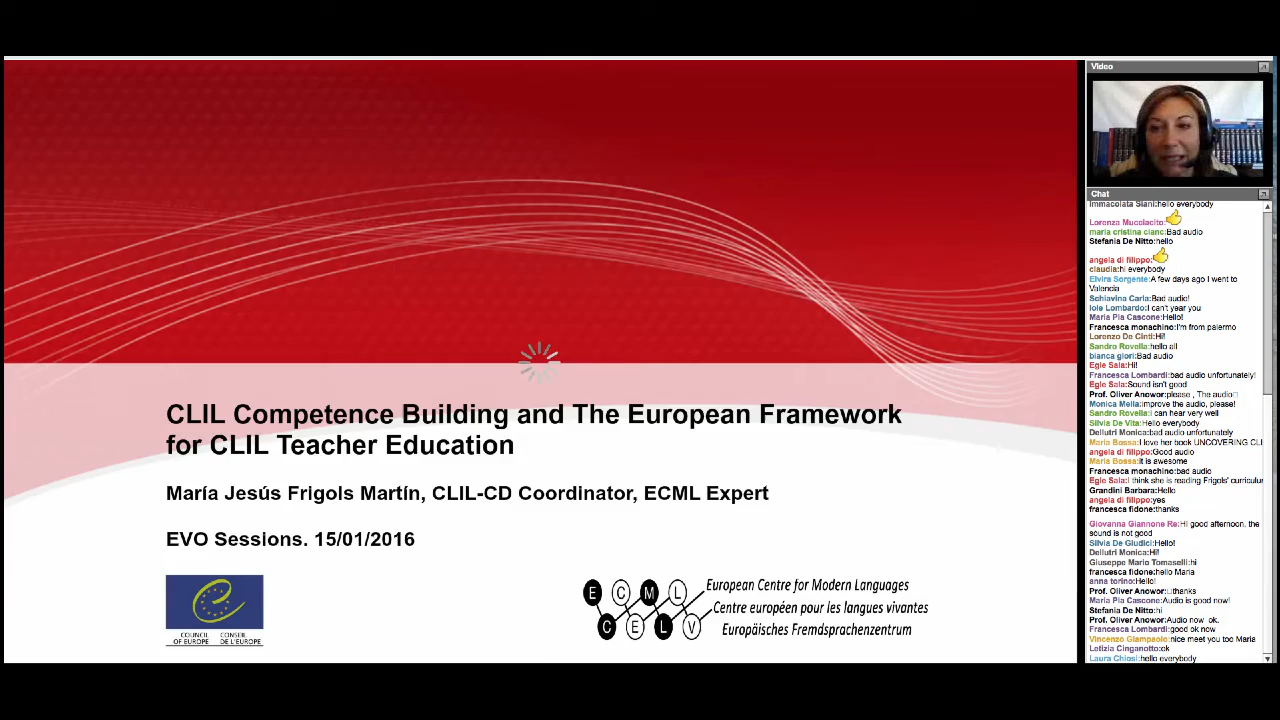 CLIL Competence Building and The European Framework
for CLIL Teacher Education
María Jesús Frigols Martín, CLIL-CD Coordinator, ECML Expert
EVO Sessions. 15/01/2016
COUNCIL OF EUROPE
CONSEIL DE L'EUROPE
E C M L
C E L V
European Centre for Modern Languages
Centre européen pour les langues vivantes
Europäisches Fremdsprachenzentrum
Video
Chat
Immacolata Siani:hello everybody
Lorenza Mucolacito:
maria cristina cianc:Bad audio
Stefania De Nitto:hello
angela di filippo:
claudia:hi everybody
Elvira Sorgente:A few days ago I went to
Valencia
Schiavina Carla:Bad audio!
Iole Lombardo:I can't year you
Maria Pia Cascone:Hello!
Francesca monachino:I'm from palermo
Lorenzo De Cinti:Hi!
Sandro Rovella:hello all
bianca glori:Bad audio
Egle Sala:Hi!
Francesca Lombardi:bad audio unfortunately!
Egle Sala:Sound isn't good
Prof. Oliver Anowor:please , The audio
Monica Mella:improve the audio, please!
Sandro Rovella:i can hear very well
Silvia De Vita:Hello everybody
Dellutri Monica:bad audio unfortunately
Maria Bossa:I love her book UNCOVERING CLI
angela di filippo:Good audio
Maria Bossa:it is awesome
Francesca monachino:bad audio
Egle Sala:I think she is reading Frigols' curriculur
Grandini Barbara:Hello
angela di filippo:yes
francesca fidone:thanks
Giovanna Giannone Re:Hi good afternoon, the
sound is not good
Silvia De Giudici:Hello!
Dellutri Monica:Hi!
Giuseppe Mario Tomaselli:hi
francesca fidone:hello Maria
anna torino:Hello!
Prof. Oliver Anowor:thanks
Maria Pia Cascone:Audio is good now!
Stefania De Nitto:hi
Prof. Oliver Anowor:Audio now ok.
Francesca Lombardi:good ok now
Vincenzo Giampaolo:nice meet you too Maria
Letizia Cinganotto:ok
Laura Chiosi:hello everybody